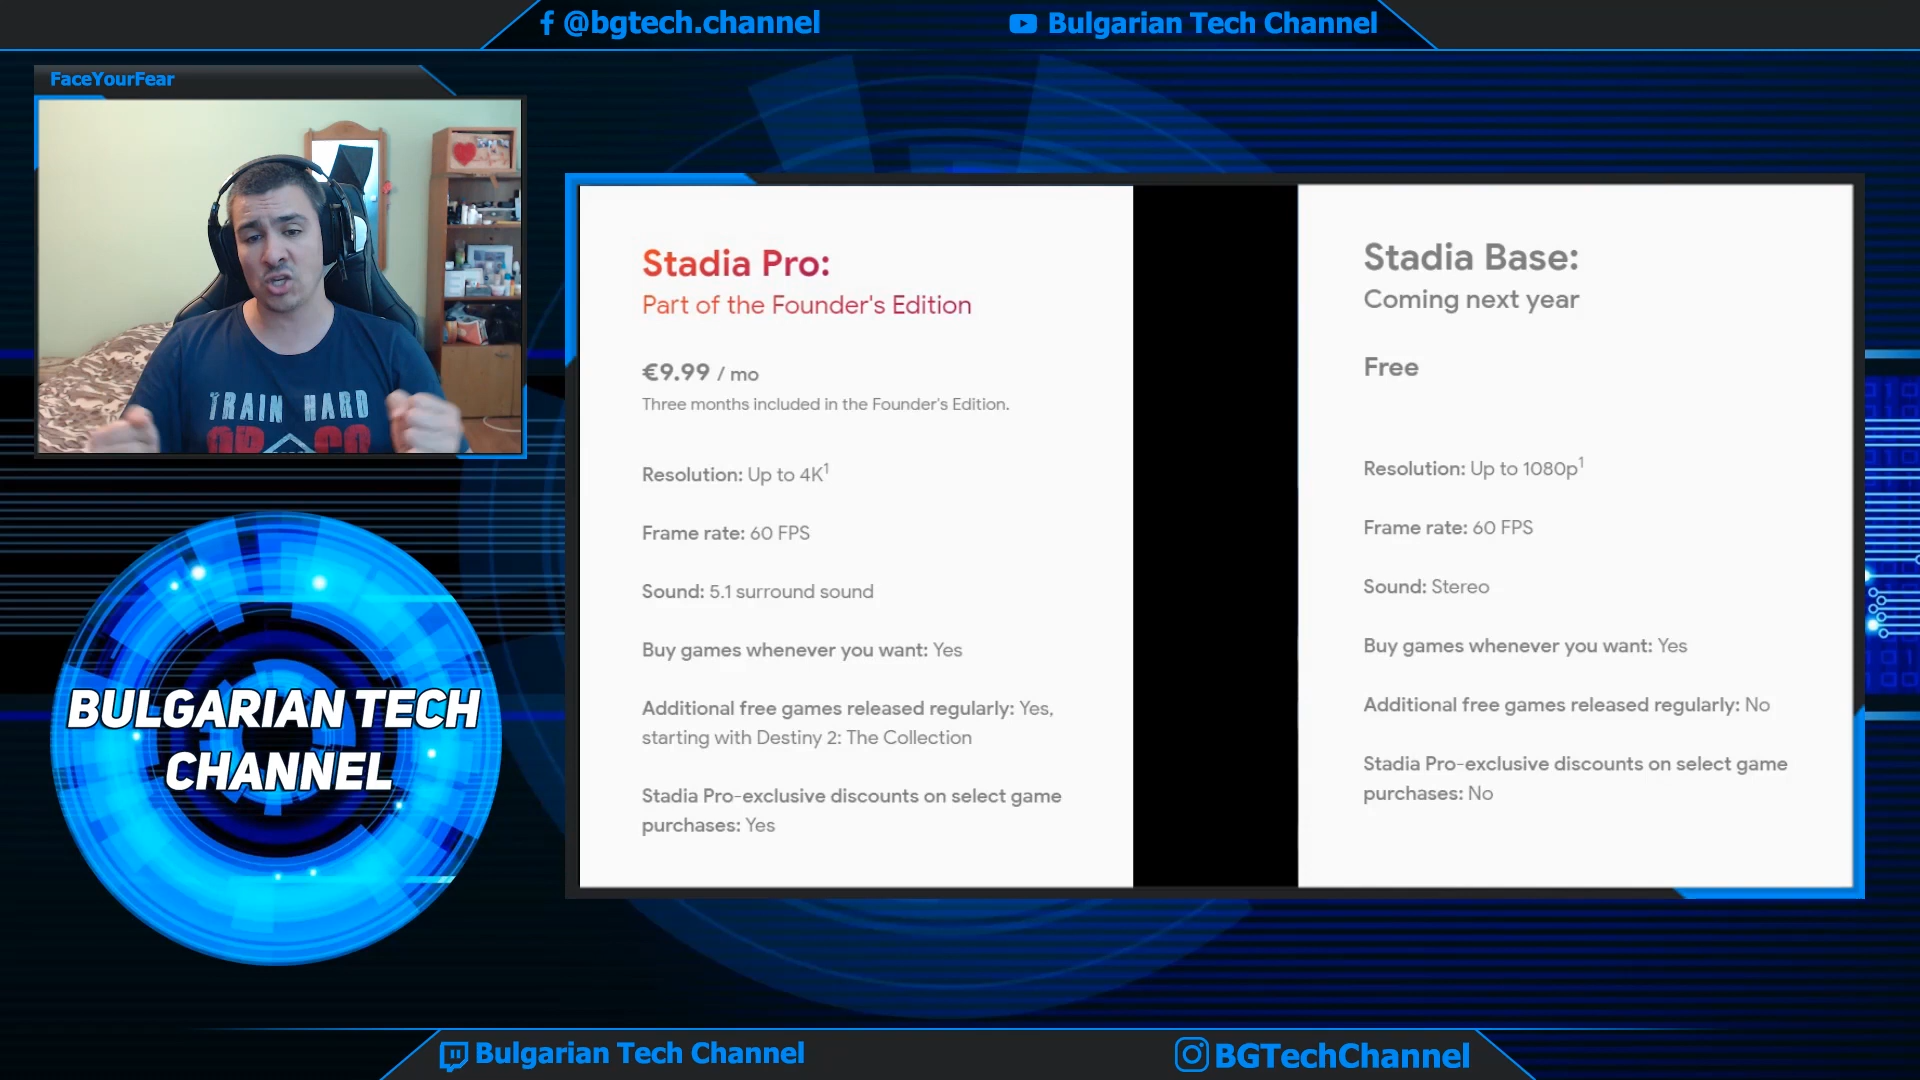 @bgtech.channel
Bulgarian Tech Channel
FaceYourFear
TRAIN HARD
Stadia Pro:
Part of the Founder's Edition
€9.99 / mo
Three months included in the Founder's Edition.
Resolution: Up to 4K¹
Frame rate: 60 FPS
Sound: 5.1 surround sound
Buy games whenever you want: Yes
Additional free games released regularly: Yes,
starting with Destiny 2: The Collection
Stadia Pro-exclusive discounts on select game
purchases: Yes
Stadia Base:
Coming next year
Free
Resolution: Up to 1080p¹
Frame rate: 60 FPS
Sound: Stereo
Buy games whenever you want: Yes
Additional free games released regularly: No
Stadia Pro-exclusive discounts on select game
purchases: No
BULGARIAN TECH
CHANNEL
Bulgarian Tech Channel
BGTechChannel